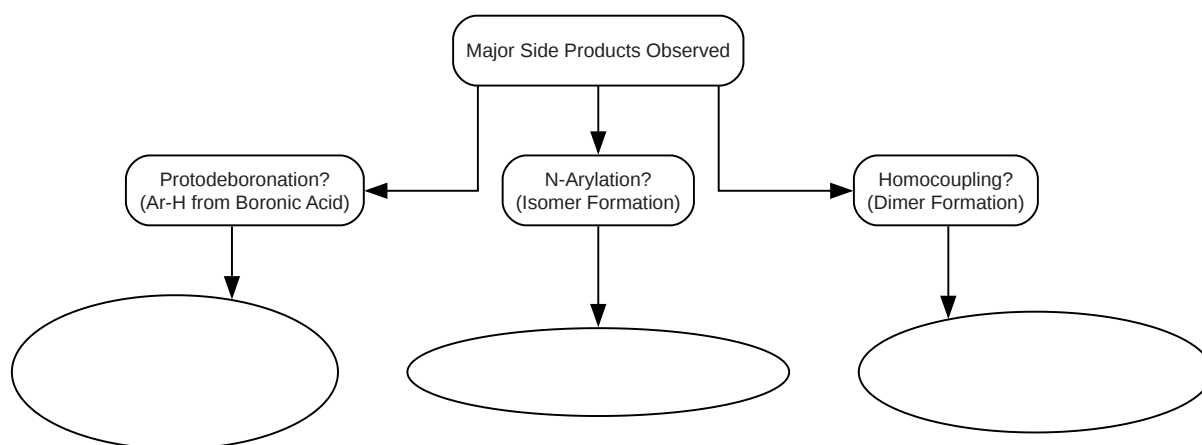 Major Side Products Observed
Protodeboronation?
(Ar-H from Boronic Acid)
N-Arylation?
(Isomer Formation)
Homocoupling?
(Dimer Formation)